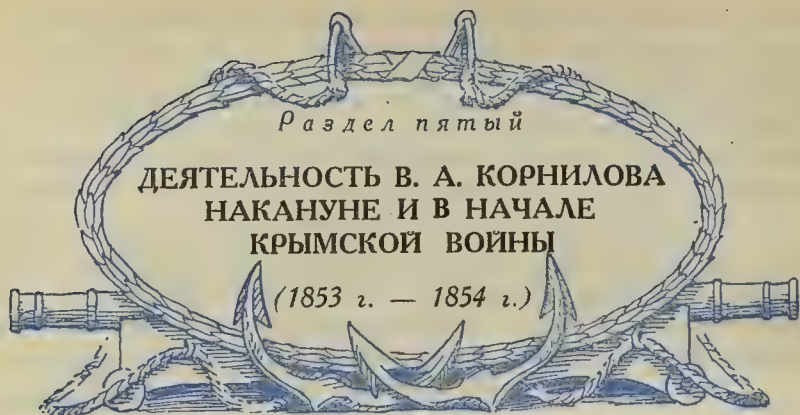 Раздел пятый
ДЕЯТЕЛЬНОСТЬ В. А. КОРНИЛОВА
НАКАНУНЕ И В НАЧАЛЕ
КРЫМСКОЙ ВОЙНЫ
(1853 г. — 1854 г.)